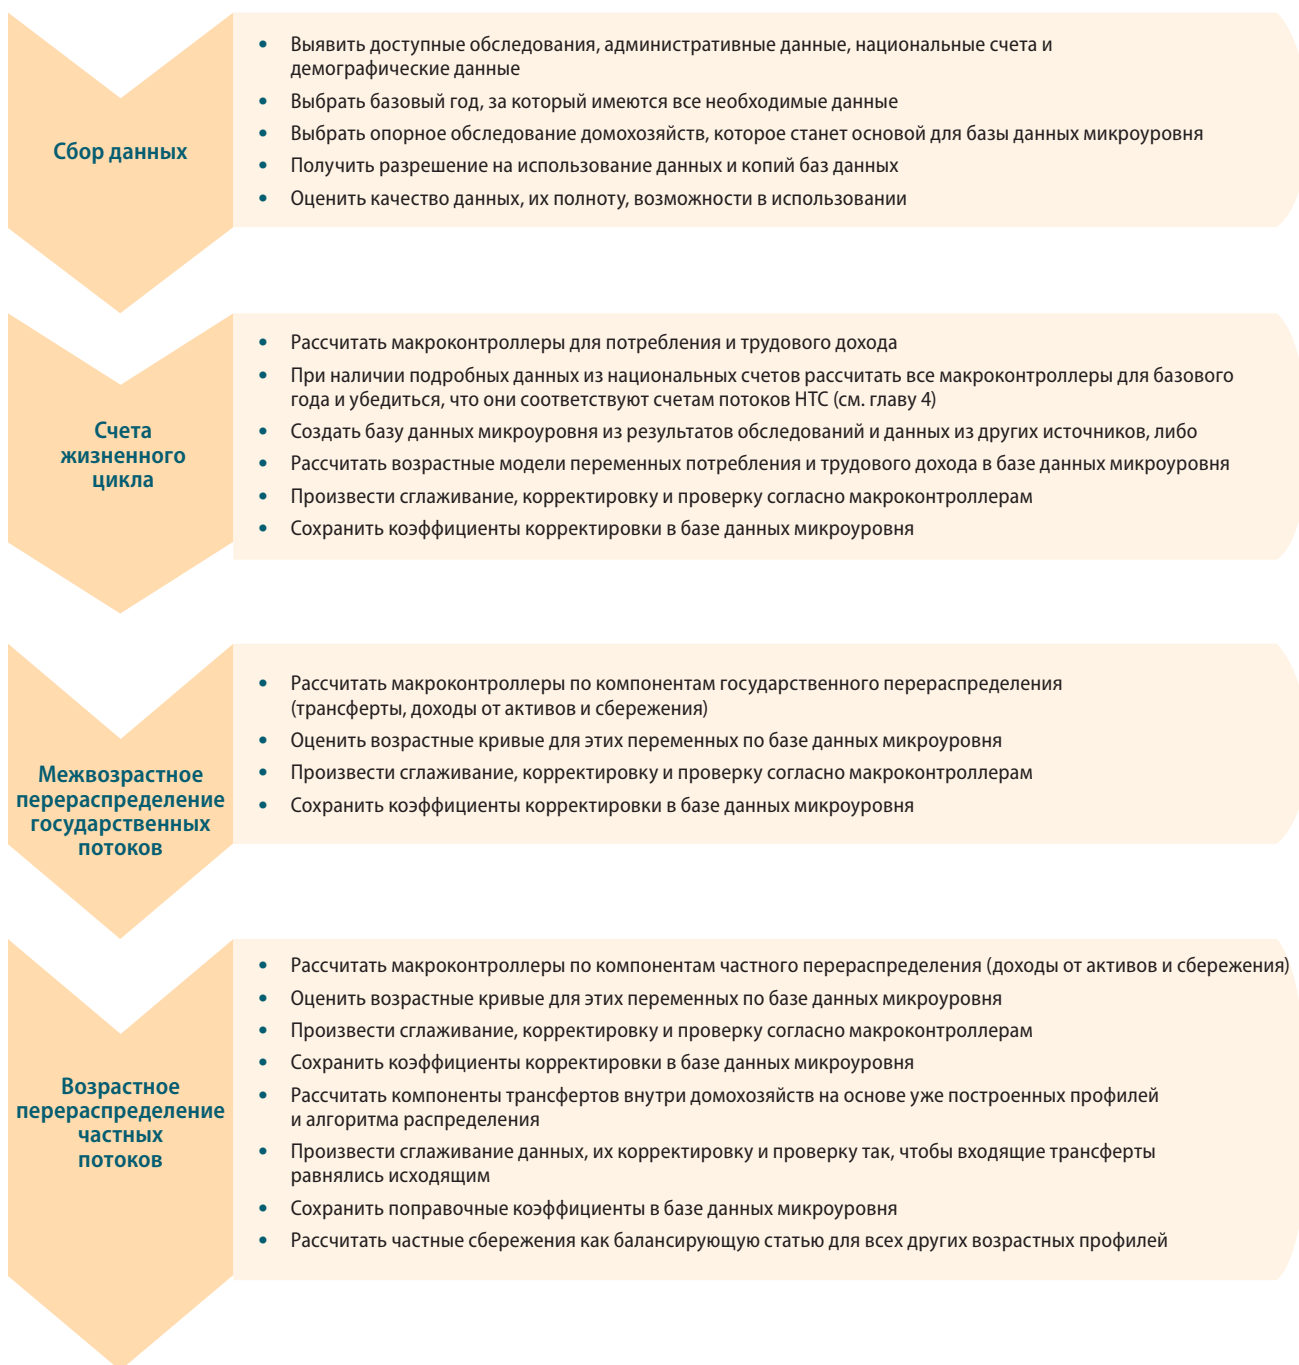 Сбор данных
• Выявить доступные обследования, административные данные, национальные счета и
демографические данные
• Выбрать базовый год, за который имеются все необходимые данные
• Выбрать опорное обследование домохозяйств, которое станет основой для базы данных микроуровня
• Получить разрешение на использование данных и копий баз данных
• Оценить качество данных, их полноту, возможности в использовании
Счета
жизненного
цикла
• Рассчитать макроконтроллеры для потребления и трудового дохода
• При наличии подробных данных из национальных счетов рассчитать все макроконтроллеры для базового
года и убедиться, что они соответствуют счетам потоков НТС (см. главу 4)
• Создать базу данных микроуровня из результатов обследований и данных из других источников, либо
• Рассчитать возрастные модели переменных потребления и трудового дохода в базе данных микроуровня
• Произвести сглаживание, корректировку и проверку согласно макроконтроллерам
• Сохранить коэффициенты корректировки в базе данных микроуровня
Межвозрастное
перераспределение
государственных
потоков
• Рассчитать макроконтроллеры по компонентам государственного перераспределения
(трансферты, доходы от активов и сбережения)
• Оценить возрастные кривые для этих переменных по базе данных микроуровня
• Произвести сглаживание, корректировку и проверку согласно макроконтроллерам
• Сохранить коэффициенты корректировки в базе данных микроуровня
Возрастное
перераспределение
частных
потоков
• Рассчитать макроконтроллеры по компонентам частного перераспределения (доходы от активов и сбережения)
• Оценить возрастные кривые для этих переменных по базе данных микроуровня
• Произвести сглаживание, корректировку и проверку согласно макроконтроллерам
• Сохранить коэффициенты корректировки в базе данных микроуровня
• Рассчитать компоненты трансфертов внутри домохозяйств на основе уже построенных профилей
и алгоритма распределения
• Произвести сглаживание данных, их корректировку и проверку так, чтобы входящие трансферты
равнялись исходящим
• Сохранить поправочные коэффициенты в базе данных микроуровня
• Рассчитать частные сбережения как балансирующую статью для всех других возрастных профилей